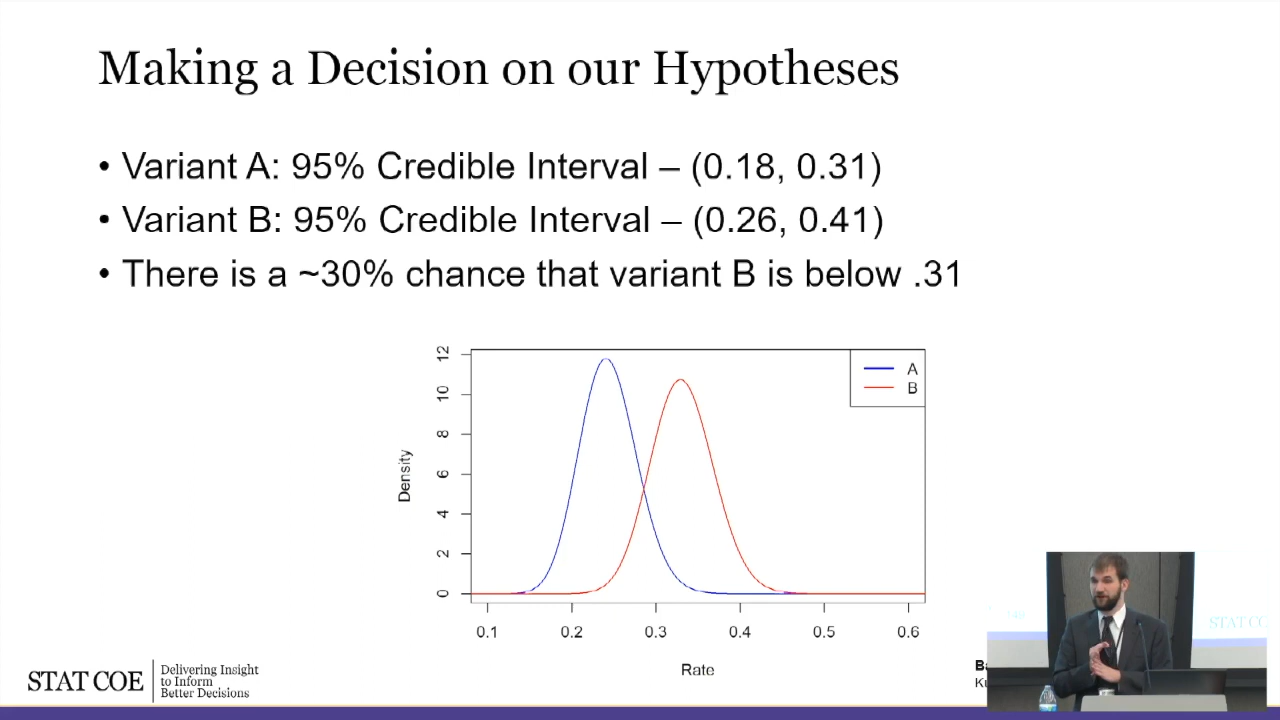 Making a Decision on our Hypotheses
• Variant A: 95% Credible Interval – (0.18, 0.31)
• Variant B: 95% Credible Interval – (0.26, 0.41)
• There is a ~30% chance that variant B is below .31
12
10
8
6
4
2
0
Density
A
B
0.1 0.2 0.3 0.4 0.5 0.6
Rate
STAT COE
Delivering Insight
to Inform
Better Decisions
STAT CO